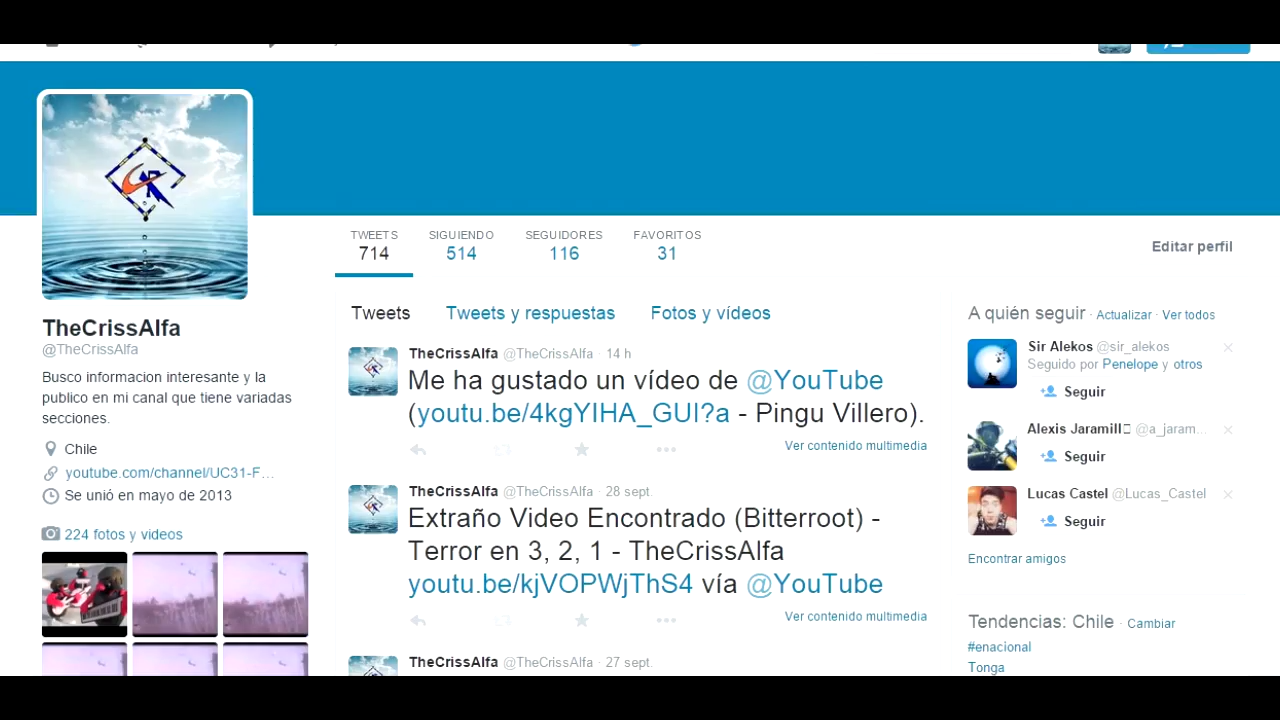 TWEETS
714
SIGUIENDO
514
SEGUIDORES
116
FAVORITOS
31
Editar perfil
TheCrissAlfa
@TheCrissAlfa
Busco informacion interesante y la
publico en mi canal que tiene variadas
secciones.
Chile
youtube.com/channel/UC31-F…
Se unió en mayo de 2013
224 fotos y videos
Tweets
Tweets y respuestas
Fotos y vídeos
TheCrissAlfa @TheCrissAlfa · 14 h
Me ha gustado un vídeo de @YouTube
(youtu.be/4kgYIHA_GUI?a - Pingu Villero).
Ver contenido multimedia
TheCrissAlfa @TheCrissAlfa · 28 sept.
Extraño Video Encontrado (Bitterroot) -
Terror en 3, 2, 1 - TheCrissAlfa
youtu.be/kjVOPWjThS4 vía @YouTube
Ver contenido multimedia
TheCrissAlfa @TheCrissAlfa · 27 sept.
A quién seguir · Actualizar · Ver todos
Sir Alekos @sir_alekos
Seguido por Penelope y otros
Seguir
Alexis Jaramill @a_jaram...
Seguir
Lucas Castel @Lucas_Castel
Seguir
Encontrar amigos
Tendencias: Chile · Cambiar
#enacional
Tonga